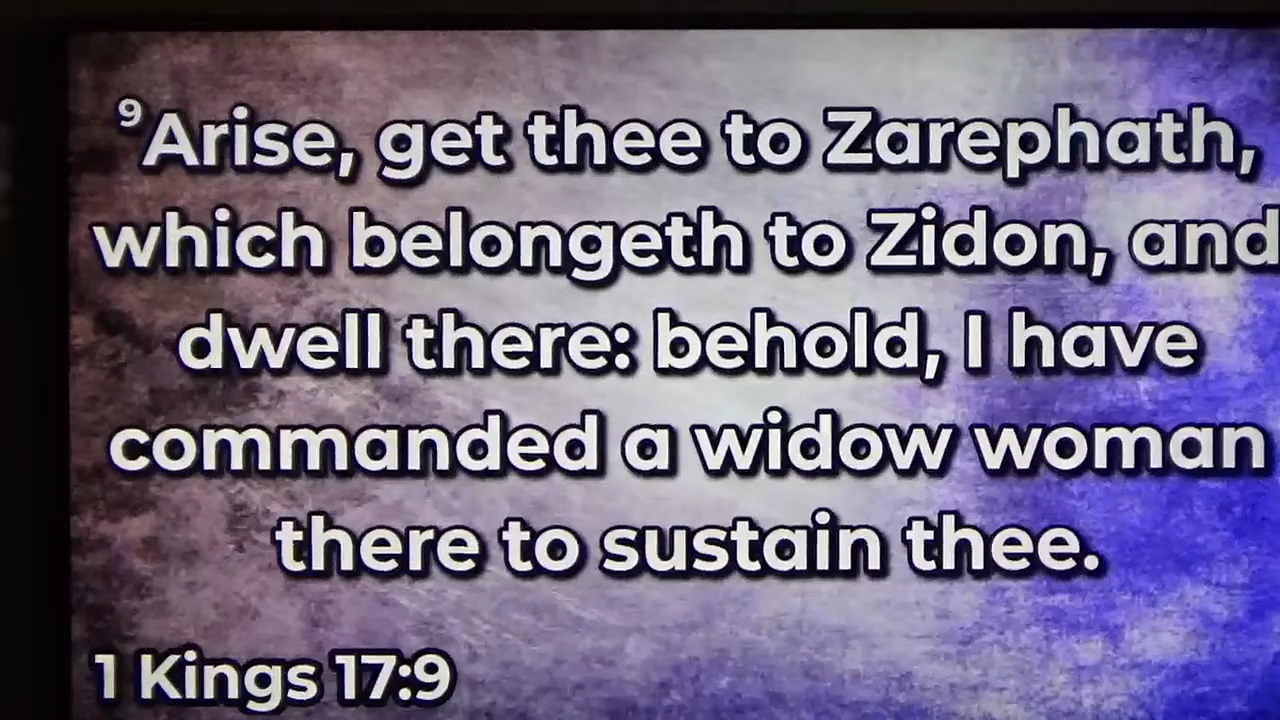 ⁹Arise, get thee to Zarephath,
which belongeth to Zidon, and
dwell there: behold, I have
commanded a widow woman
there to sustain thee.
1 Kings 17:9